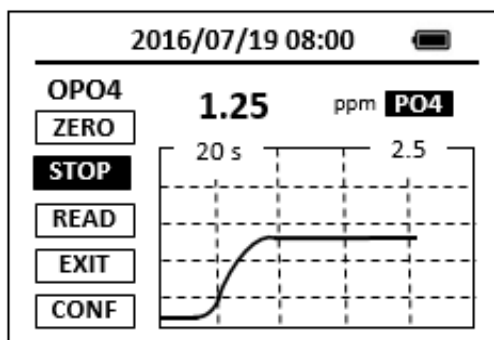 2016/07/19 08:00
OPO4
1.25 ppm PO4
ZERO
20 s 2.5
STOP
READ
EXIT
CONF